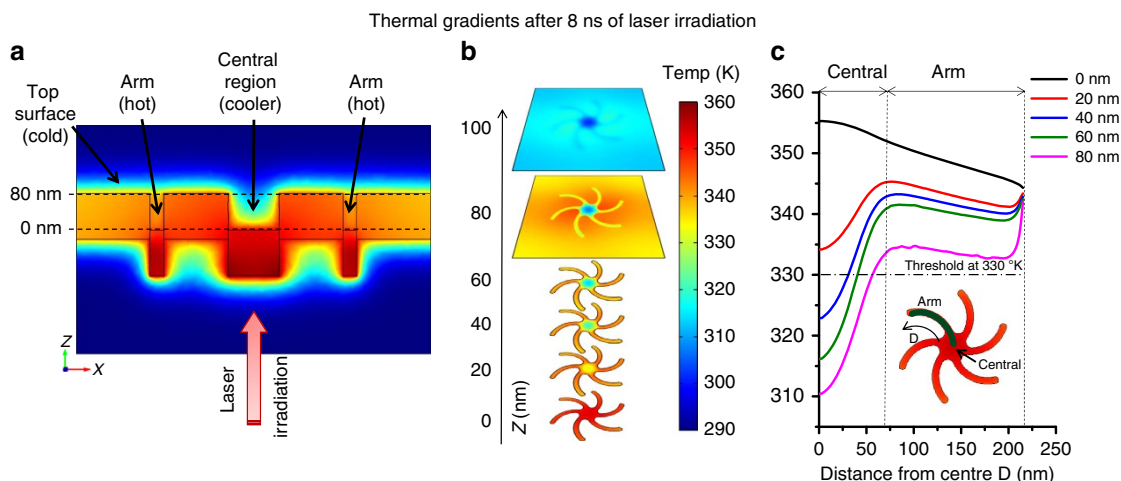 Thermal gradients after 8 ns of laser irradiation
a
Top
surface
(cold)
Arm
(hot)
Central
region
(cooler)
Arm
(hot)
80 nm
0 nm
Z
X
Laser
irradiation
b
Temp (K)
100
80
60
40
20
0
Z (nm)
360
350
340
330
320
310
300
290
c
Central
Arm
0 nm
20 nm
40 nm
60 nm
80 nm
360
350
340
330
320
310
Threshold at 330 °K
Arm
D
Central
0
50
100
150
200
250
Distance from centre D (nm)